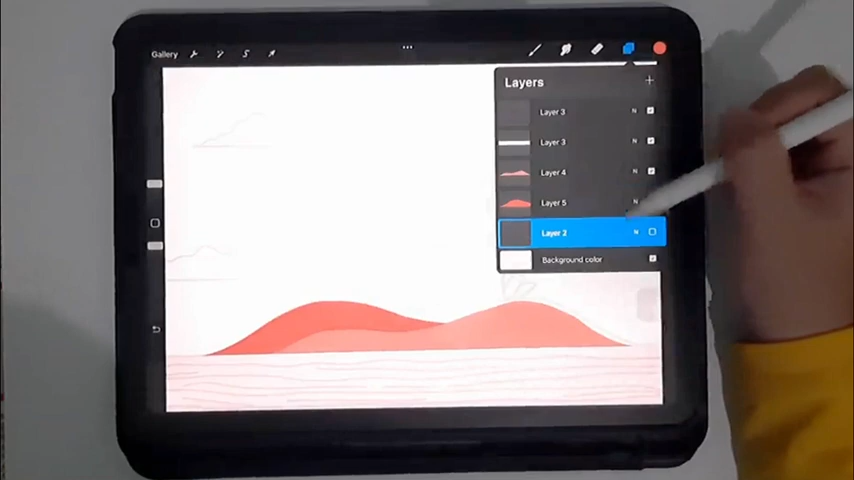 Gallery
Layers
Layer 3
N
Layer 3
N
Layer 4
N
Layer 5
N
Layer 2
N
Background color